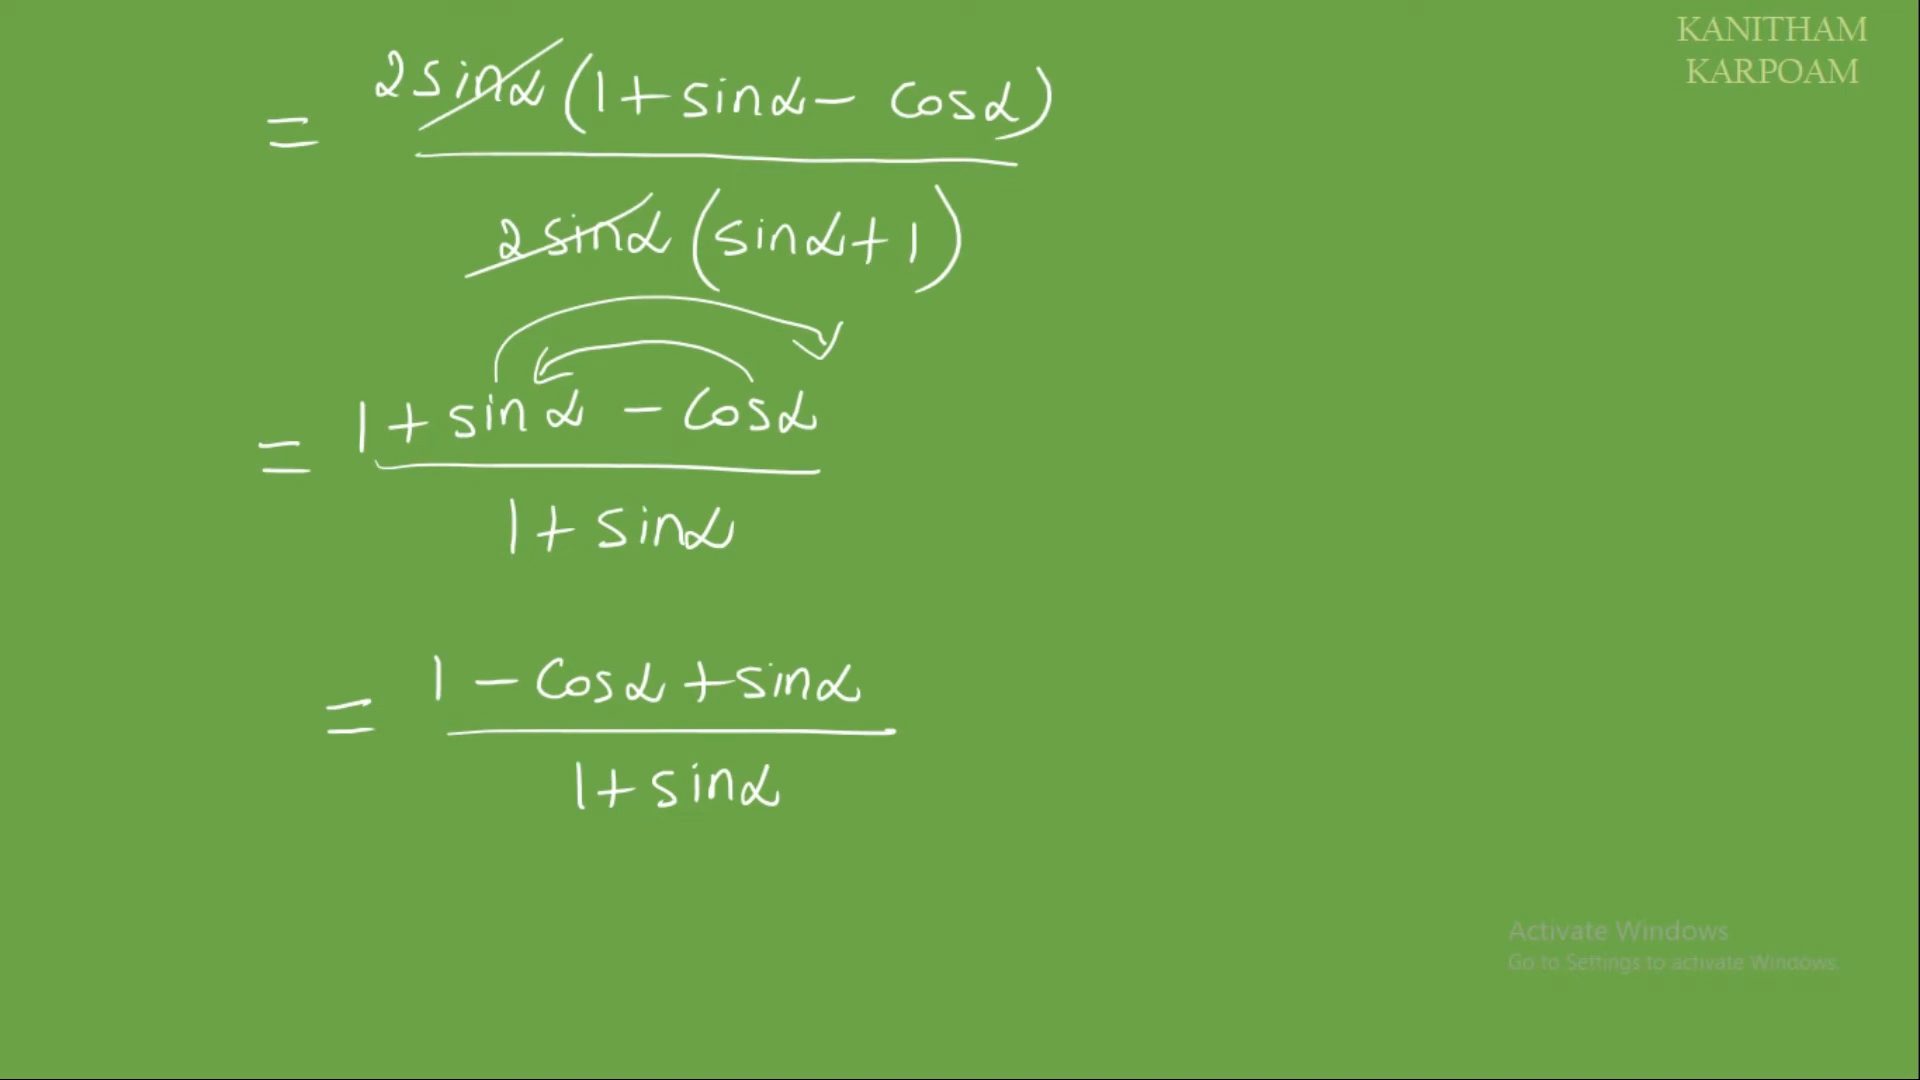 KANITHAM
KARPOAM
= 2sinα(1+sinα− cosα)
2sinα(sinα+1)
= 1+sinα − cosα
1+sinα
= 1 − cosα +sinα
1+sinα
Activate Windows
Go to Settings to activate Windows.